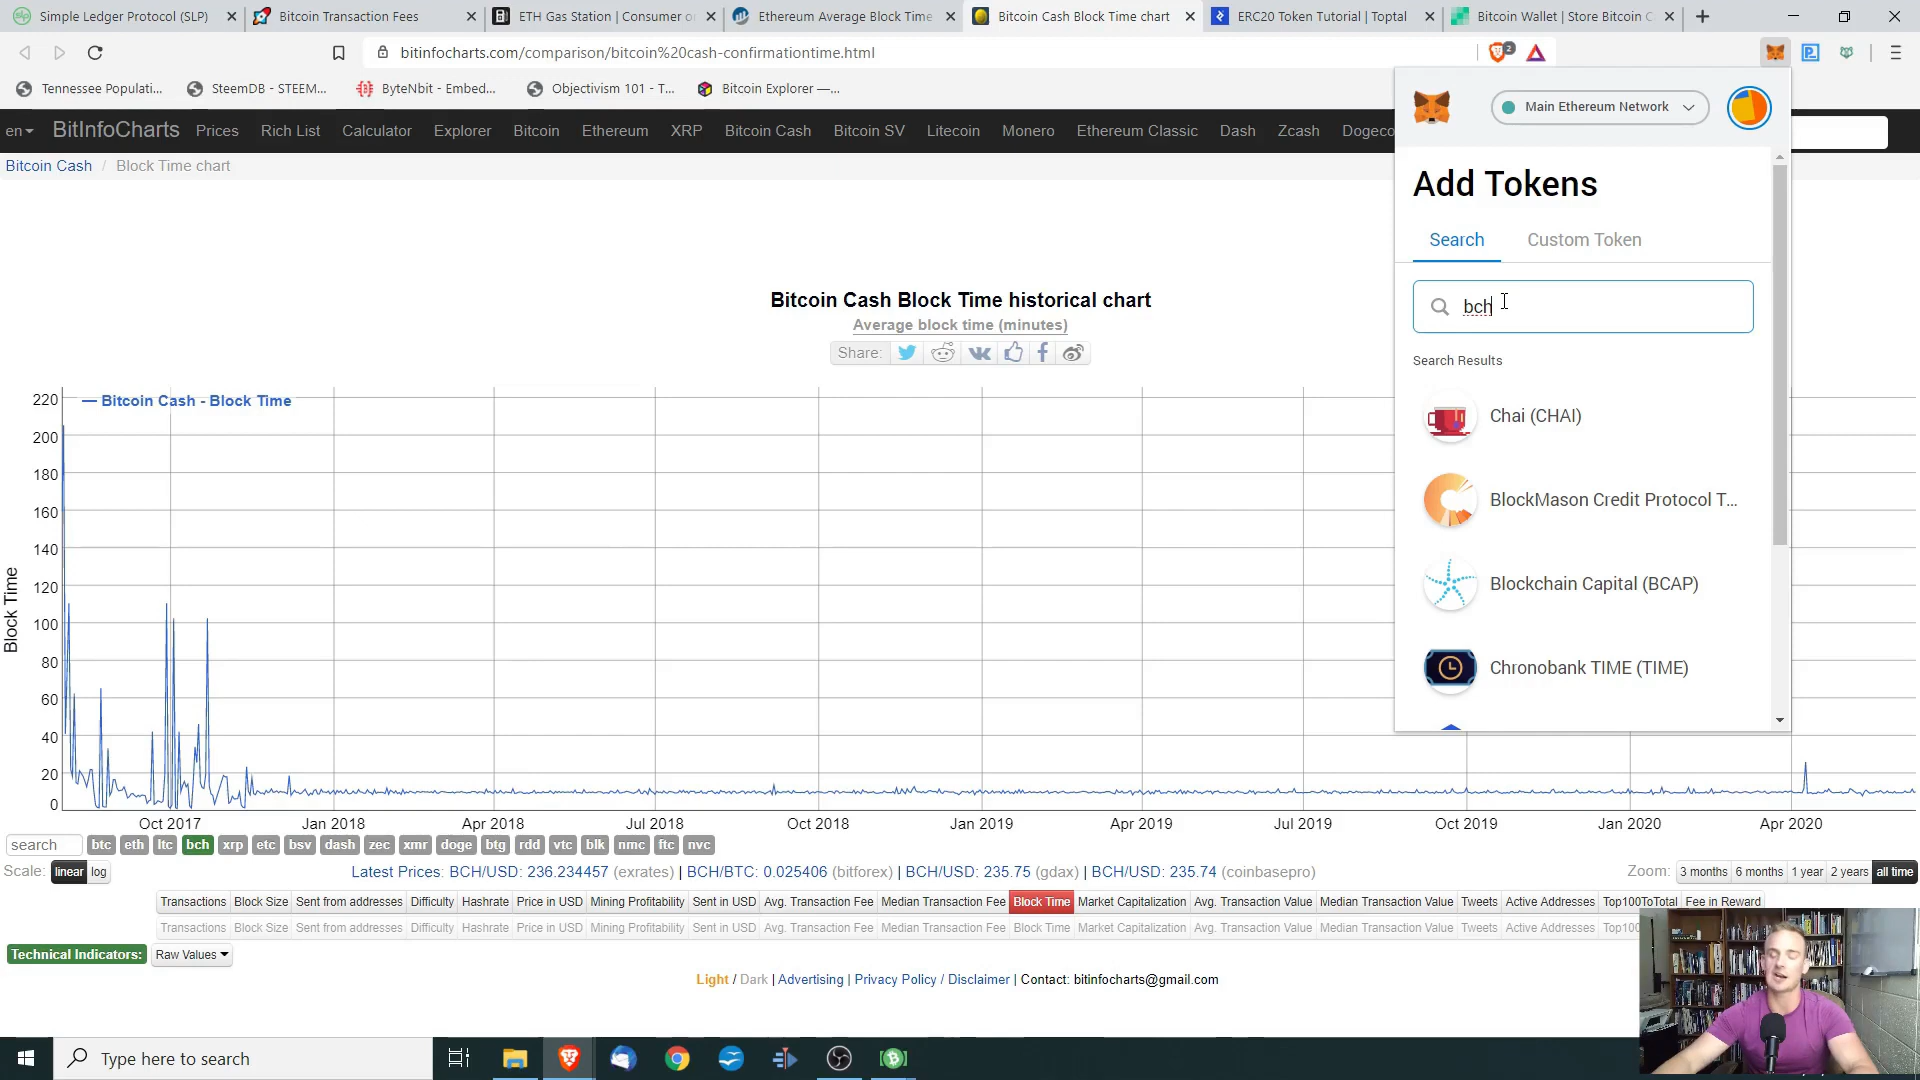 Simple Ledger Protocol (SLP)
Bitcoin Transaction Fees
ETH Gas Station | Consumer
Ethereum Average Block Time
Bitcoin Cash Block Time chart
ERC20 Token Tutorial | Toptal
Bitcoin Wallet | Store Bitcoin C
bitinfocharts.com/comparison/bitcoin%20cash-confirmationtime.html
2
Tennessee Populati...
SteemDB - STEEM...
ByteNbit - Embed...
Objectivism 101 - T...
Bitcoin Explorer —...
en
BitInfoCharts
Prices
Rich List
Calculator
Explorer
Bitcoin
Ethereum
XRP
Bitcoin Cash
Bitcoin SV
Litecoin
Monero
Ethereum Classic
Dash
Zcash
Dogeco
Bitcoin Cash / Block Time chart
Main Ethereum Network
Add Tokens
Search
Custom Token
bch
Search Results
Chai (CHAI)
BlockMason Credit Protocol T...
Blockchain Capital (BCAP)
Chronobank TIME (TIME)
Bitcoin Cash Block Time historical chart
Average block time (minutes)
Share:
Bitcoin Cash - Block Time
220
200
180
160
140
120
100
80
60
40
20
0
Block Time
Oct 2017
Jan 2018
Apr 2018
Jul 2018
Oct 2018
Jan 2019
Apr 2019
Jul 2019
Oct 2019
Jan 2020
Apr 2020
search btc eth ltc bch xrp etc bsv dash zec xmr doge btg rdd vtc blk nmc ftc nvc
Scale: linear log
Latest Prices: BCH/USD: 236.234457 (exrates) | BCH/BTC: 0.025406 (bitforex) | BCH/USD: 235.75 (gdax) | BCH/USD: 235.74 (coinbasepro)
Zoom: 3 months 6 months 1 year 2 years all time
Transactions Block Size Sent from addresses Difficulty Hashrate Price in USD Mining Profitability Sent in USD Avg. Transaction Fee Median Transaction Fee Block Time Market Capitalization Avg. Transaction Value Median Transaction Value Tweets Active Addresses Top100ToTotal Fee in Reward
Transactions Block Size Sent from addresses Difficulty Hashrate Price in USD Mining Profitability Sent in USD Avg. Transaction Fee Median Transaction Fee Block Time Market Capitalization Avg. Transaction Value Median Transaction Value Tweets Active Addresses Top100
Technical Indicators: Raw Values
Light / Dark | Advertising | Privacy Policy / Disclaimer | Contact: bitinfocharts@gmail.com
Type here to search